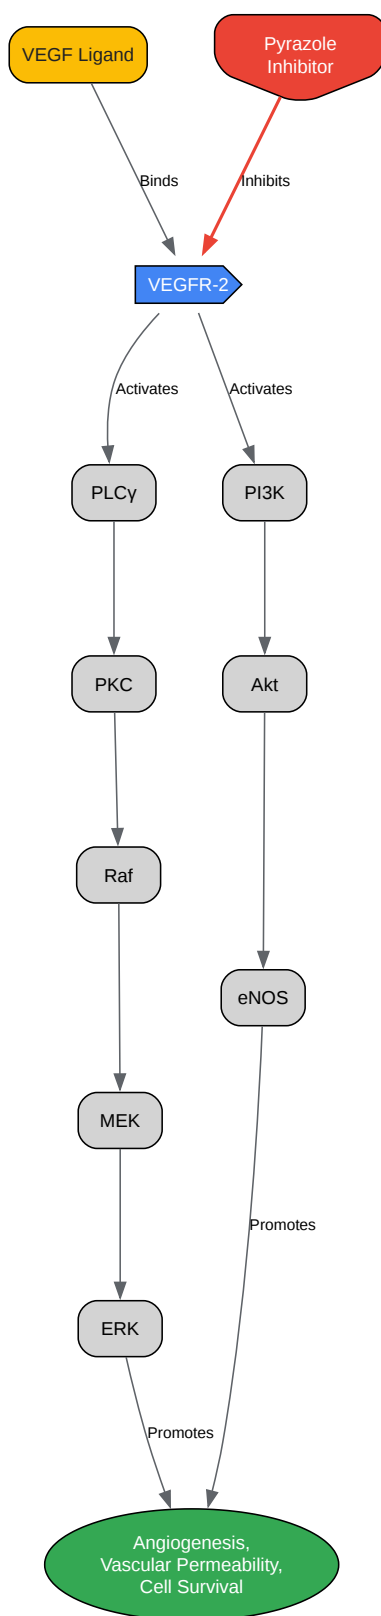 VEGF Ligand
Pyrazole
Inhibitor
Binds
Inhibits
VEGFR-2
Activates
Activates
PLCγ
PI3K
PKC
Akt
Raf
eNOS
MEK
Promotes
ERK
Promotes
Angiogenesis,
Vascular Permeability,
Cell Survival